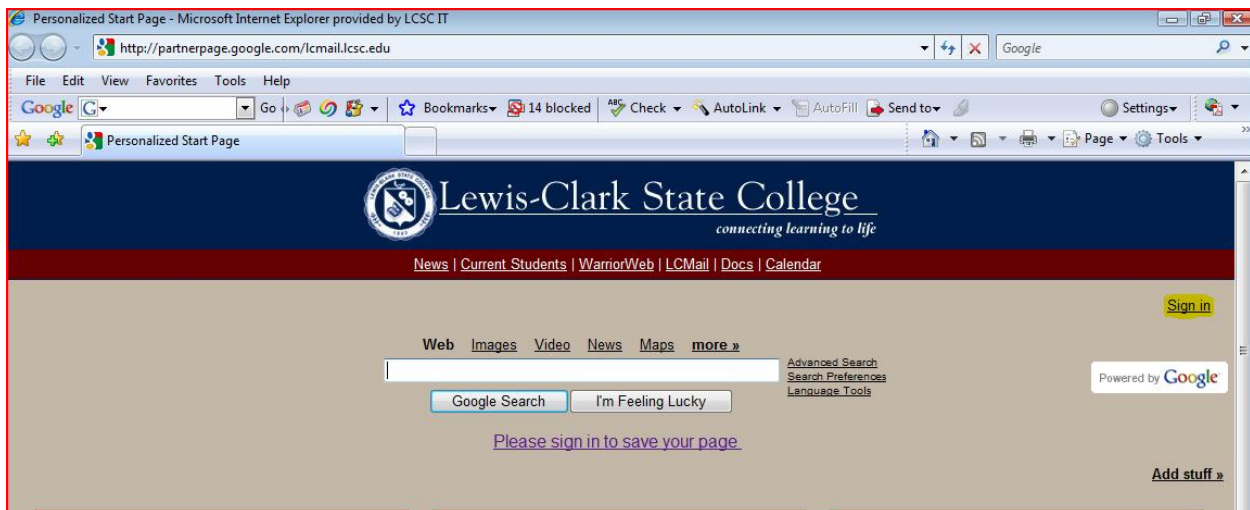 Personalized Start Page - Microsoft Internet Explorer provided by LCSC IT
http://partnerpage.google.com/lcmail.lcsc.edu Google
File Edit View Favorites Tools Help
Google G Go Bookmarks 14 blocked ABC Check AutoLink AutoFill Send to Settings
Personalized Start Page Page Tools »
Lewis-Clark State College
connecting learning to life
News | Current Students | WarriorWeb | LCMail | Docs | Calendar
Sign in
Web Images Video News Maps more »
Advanced Search
Search Preferences
Language Tools
Powered by Google
Google Search I'm Feeling Lucky
Please sign in to save your page
Add stuff »